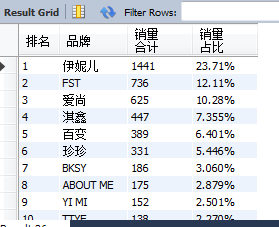 Result Grid Filter Rows:
排名 品牌 销量合计 销量占比
1 伊妮儿 1441 23.71%
2 FST 736 12.11%
3 爱尚 625 10.28%
4 淇鑫 447 7.355%
5 百变 389 6.401%
6 珍珍 331 5.446%
7 BKSY 186 3.060%
8 ABOUT ME 175 2.879%
9 YI MI 152 2.501%
10 TTYF 138 2.270%